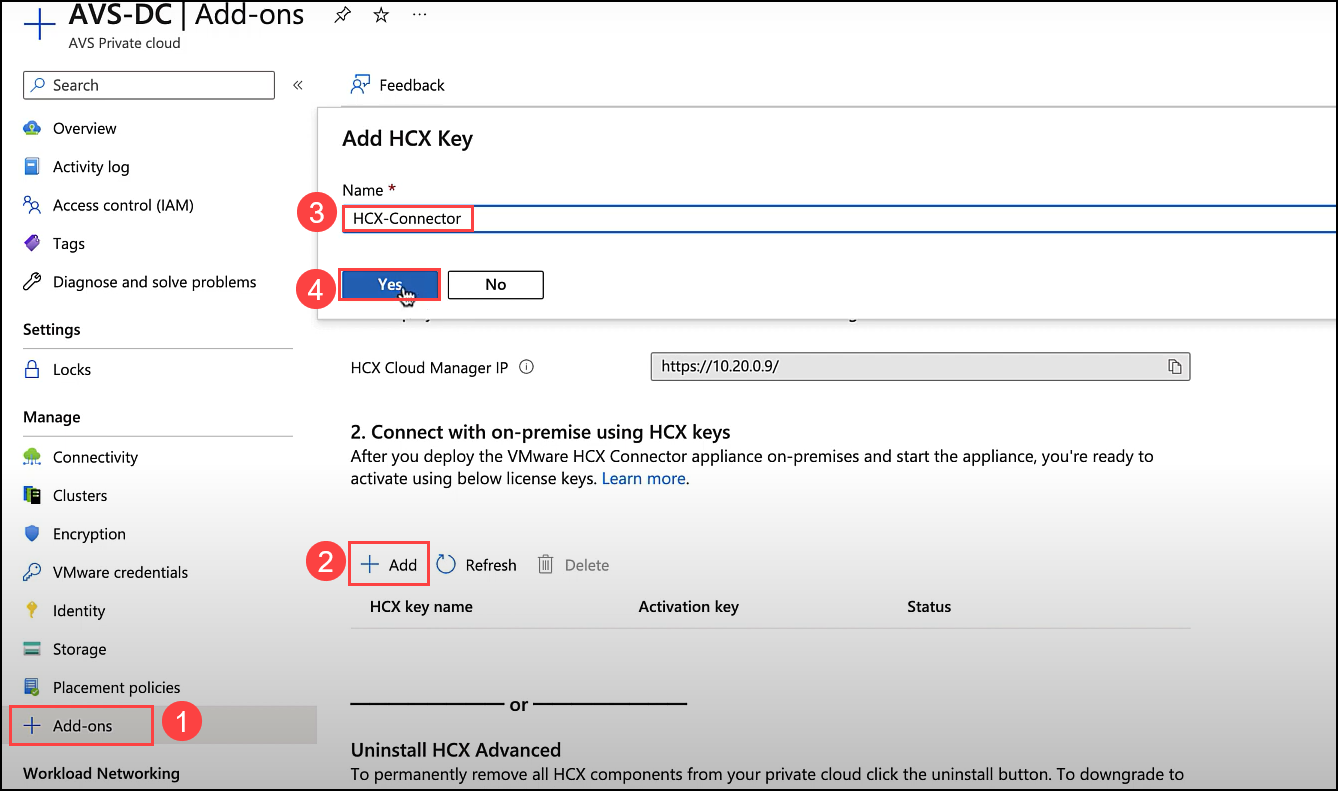 AVS-DC | Add-ons
...
AVS Private cloud
Search
«
Feedback
Overview
Activity log
Access control (IAM)
Tags
Diagnose and solve problems
Settings
Locks
Manage
Connectivity
Clusters
Encryption
VMware credentials
Identity
Storage
Placement policies
Add-ons
1
Workload Networking
Add HCX Key
Name *
3
HCX-Connector
4
Yes
No
HCX Cloud Manager IP
https://10.20.0.9/
2. Connect with on-premise using HCX keys
After you deploy the VMware HCX Connector appliance on-premises and start the appliance, you're ready to
activate using below license keys. Learn more.
2
Add
Refresh
Delete
HCX key name Activation key Status
or
Uninstall HCX Advanced
To permanently remove all HCX components from your private cloud click the uninstall button. To downgrade to